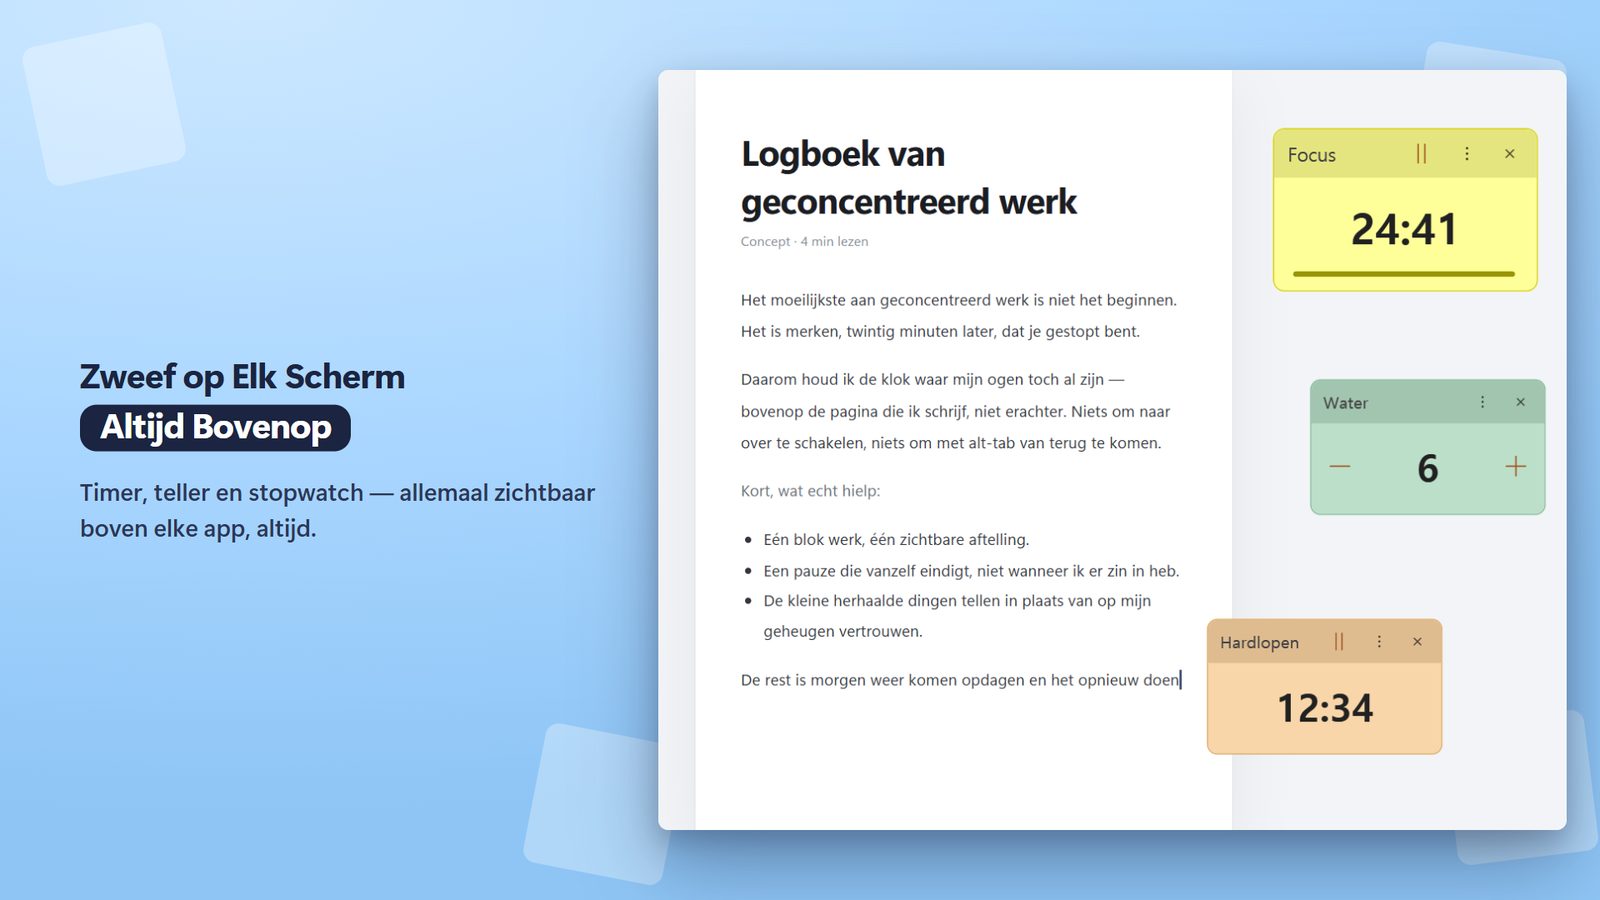 Zweef op Elk Scherm
Altijd Bovenop
Timer, teller en stopwatch — allemaal zichtbaar
boven elke app, altijd.
Logboek van
geconcentreerd werk
Concept · 4 min lezen
Het moeilijkste aan geconcentreerd werk is niet het beginnen.
Het is merken, twintig minuten later, dat je gestopt bent.
Daarom houd ik de klok waar mijn ogen toch al zijn —
bovenop de pagina die ik schrijf, niet erachter. Niets om naar
over te schakelen, niets om met alt-tab van terug te komen.
Kort, wat echt hielp:
• Eén blok werk, één zichtbare aftelling.
• Een pauze die vanzelf eindigt, niet wanneer ik er zin in heb.
• De kleine herhaalde dingen tellen in plaats van op mijn
geheugen vertrouwen.
De rest is morgen weer komen opdagen en het opnieuw doen
Focus
24:41
Water
6
Hardlopen
12:34